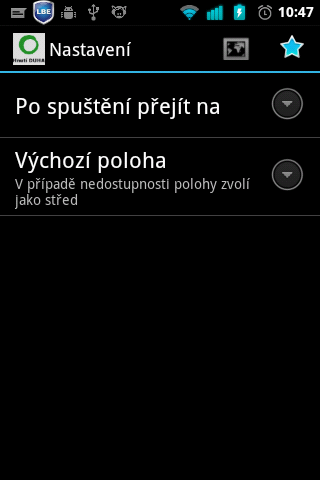 LBE
10:47
Hnutí DUHA
Nastavení
Po spuštění přejít na
Výchozí poloha
V případě nedostupnosti polohy zvolí
jako střed